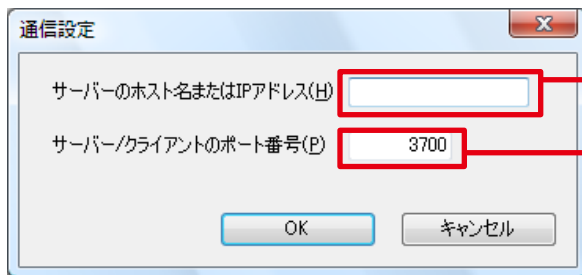 通信設定
サーバーのホスト名またはIPアドレス(H)
サーバー/クライアントのポート番号(P) 3700
OK キャンセル